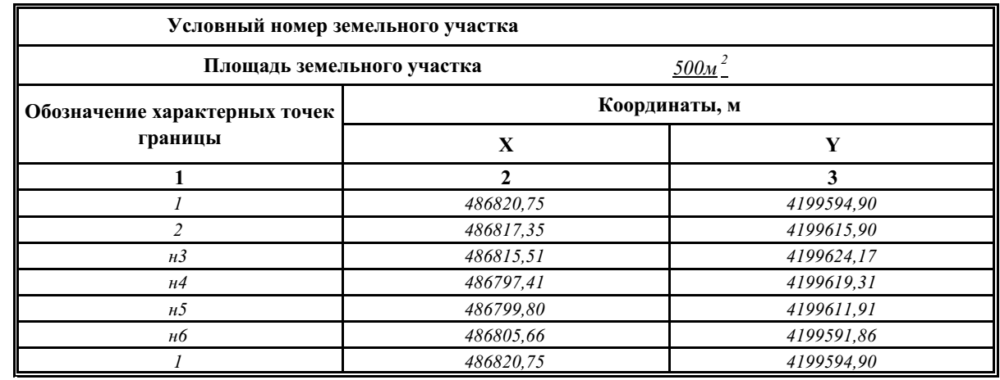 Условный номер земельного участка
Площадь земельного участка 500м²
Обозначение характерных точек
границы
Координаты, м
X Y
1 2 3
1 486820,75 4199594,90
2 486817,35 4199615,90
н3 486815,51 4199624,17
н4 486797,41 4199619,31
н5 486799,80 4199611,91
н6 486805,66 4199591,86
1 486820,75 4199594,90